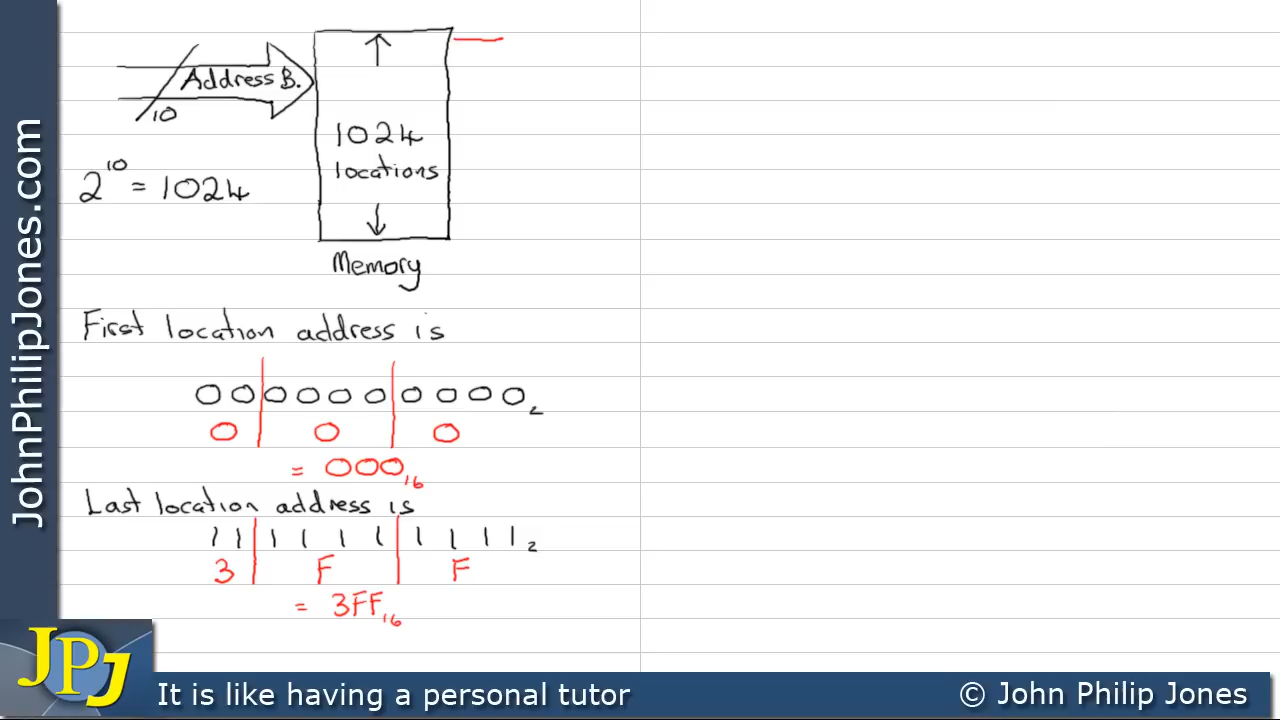 Address B.
10
1024
locations
2^10 = 1024
Memory
First location address is
0 0 0 0 0 0 0 0 0 0 2
0 0 0
= 000 16
Last location address is
1 1 1 1 1 1 1 1 1 1 2
3 F F
= 3FF 16
JohnPhilipJones.com
JPJ
It is like having a personal tutor
© John Philip Jones